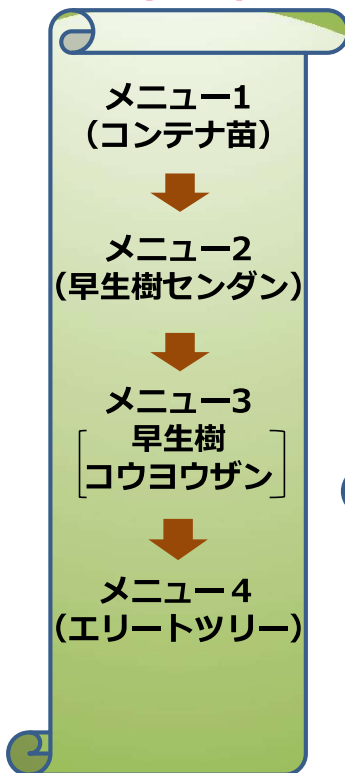 メニュー1
（コンテナ苗）
メニュー2
（早生樹センダン）
メニュー3
早生樹
コウヨウザン
メニュー４
（エリートツリー）